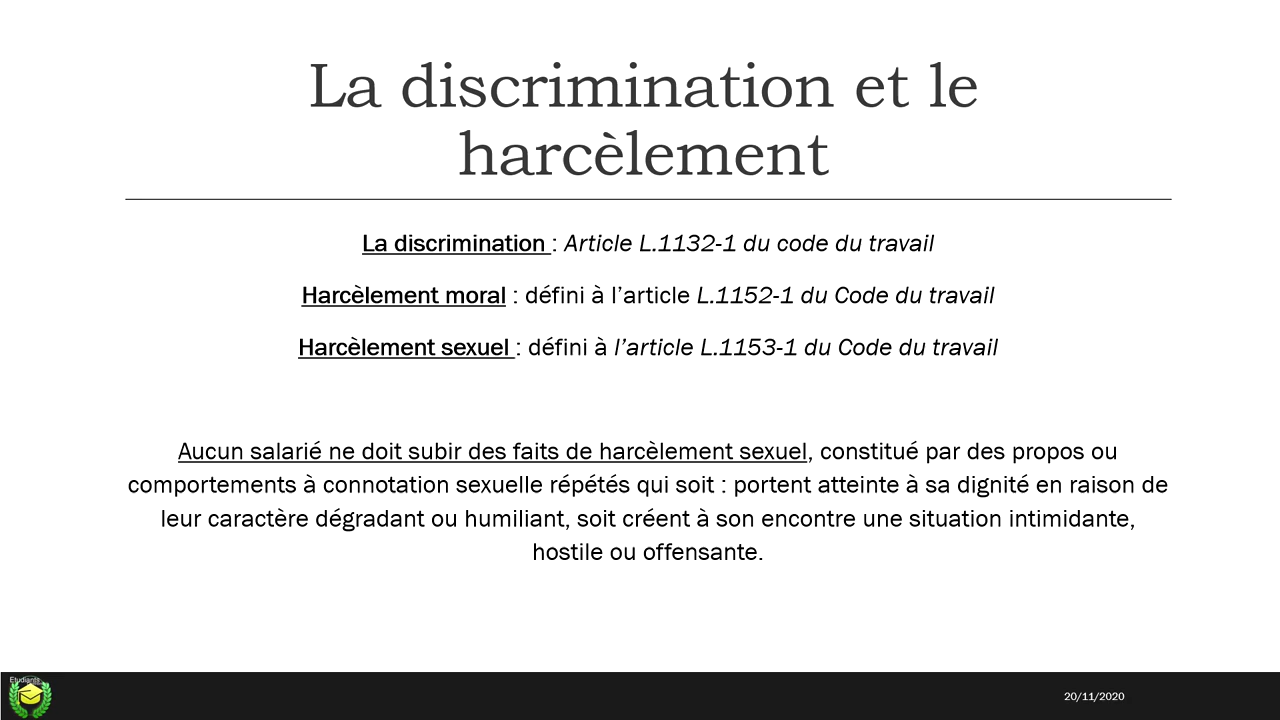 La discrimination et le
harcèlement
La discrimination : Article L.1132-1 du code du travail
Harcèlement moral : défini à l’article L.1152-1 du Code du travail
Harcèlement sexuel : défini à l’article L.1153-1 du Code du travail
Aucun salarié ne doit subir des faits de harcèlement sexuel, constitué par des propos ou
comportements à connotation sexuelle répétés qui soit : portent atteinte à sa dignité en raison de
leur caractère dégradant ou humiliant, soit créent à son encontre une situation intimidante,
hostile ou offensante.
Etudiants
20/11/2020